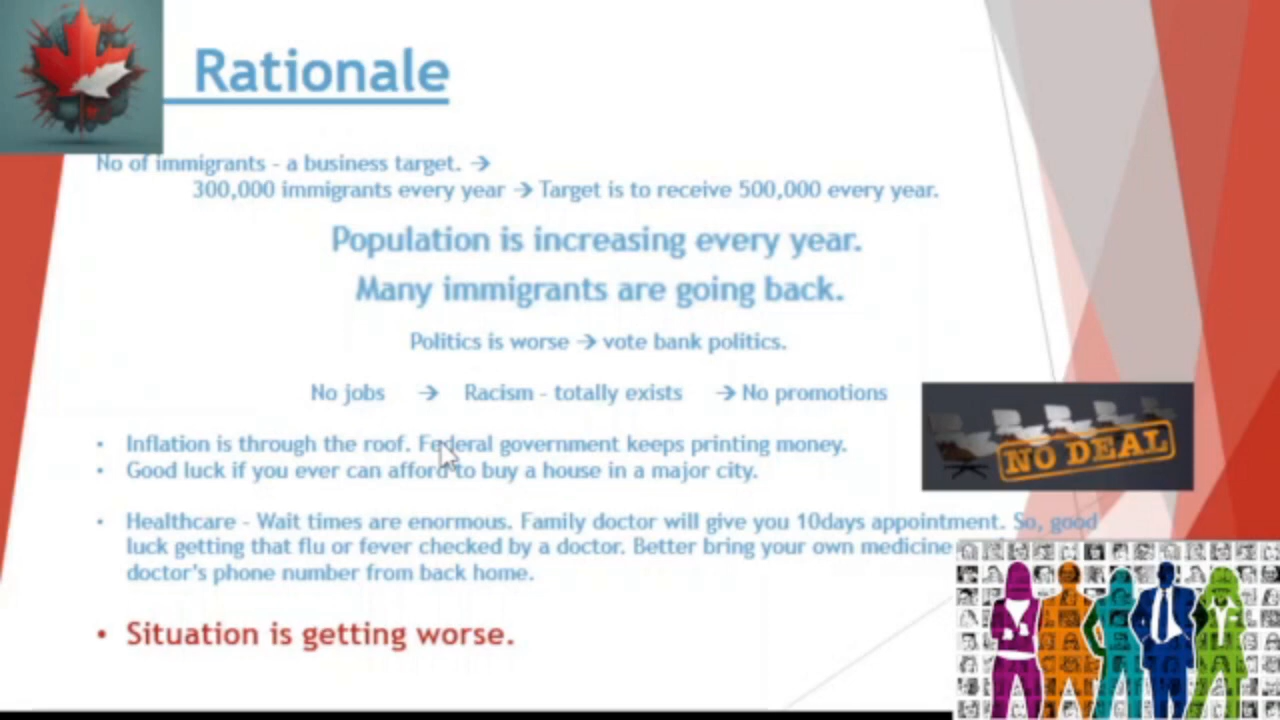 Rationale
No of immigrants - a business target. →
300,000 immigrants every year → Target is to receive 500,000 every year.
Population is increasing every year.
Many immigrants are going back.
Politics is worse → vote bank politics.
No jobs → Racism - totally exists → No promotions
• Inflation is through the roof. Federal government keeps printing money.
• Good luck if you ever can afford to buy a house in a major city.
NO DEAL
• Healthcare - Wait times are enormous. Family doctor will give you 10days appointment. So, good
luck getting that flu or fever checked by a doctor. Better bring your own medicine
doctor's phone number from back home.
• Situation is getting worse.